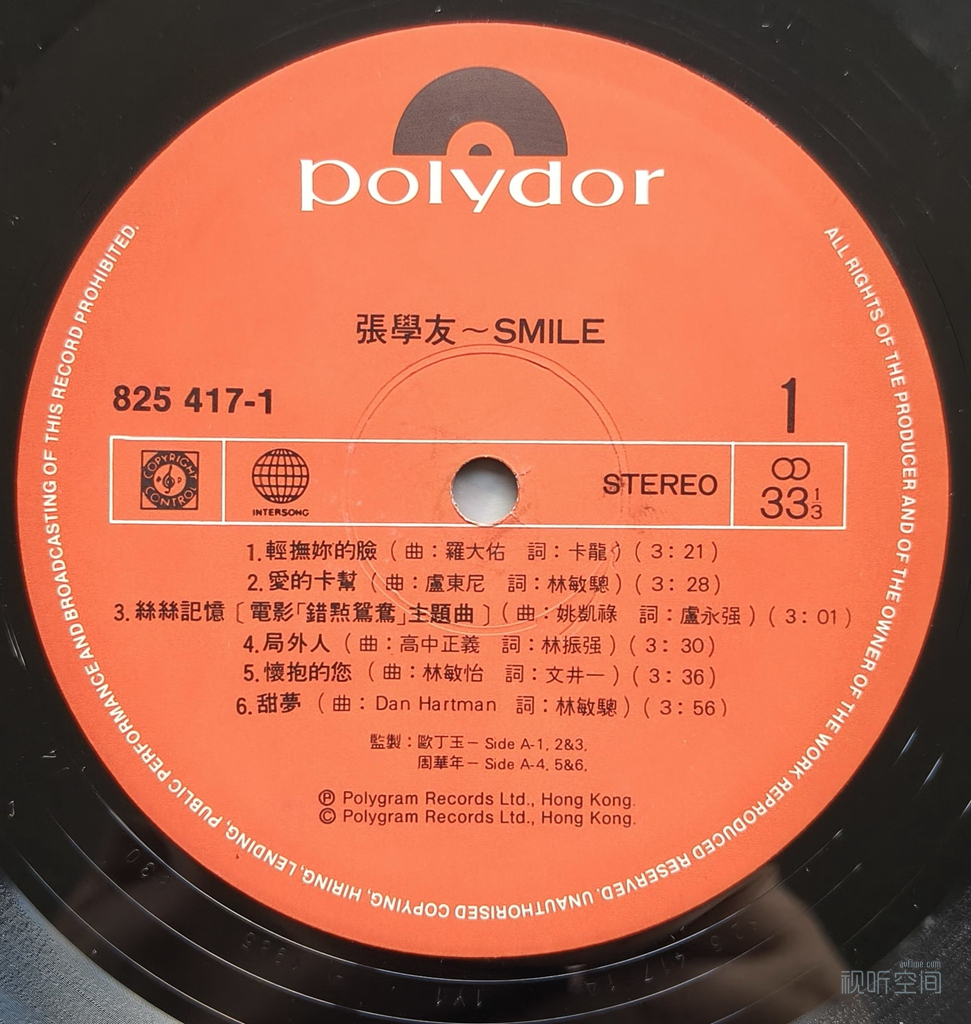 polydor
張學友～SMILE
825 417-1
1
COPYRIGHT CONTROL
INTERSONG
STEREO
33⅓
1.輕撫妳的臉（曲：羅大佑 詞：卡龍）(3：21)
2.愛的卡幫（曲：盧東尼 詞：林敏驄）(3：28)
3.絲絲記憶〔電影「錯點鴛鴦」主題曲〕（曲：姚凱祿 詞：盧永强）(3：01)
4.局外人（曲：高中正義 詞：林振强）(3：30)
5.懷抱的您（曲：林敏怡 詞：文井一）(3：36)
6.甜夢（曲：Dan Hartman 詞：林敏驄）(3：56)
監製：歐丁玉－Side A-1, 2&3,
周華年－Side A-4, 5&6,
Ⓟ Polygram Records Ltd., Hong Kong.
© Polygram Records Ltd., Hong Kong.
ALL RIGHTS OF THE PRODUCER AND OF THE OWNER OF THE WORK REPRODUCED RESERVED. UNAUTHORISED COPYING, HIRING, LENDING, PUBLIC PERFORMANCE AND BROADCASTING OF THIS RECORD PROHIBITED.
avtime.com
视听空间